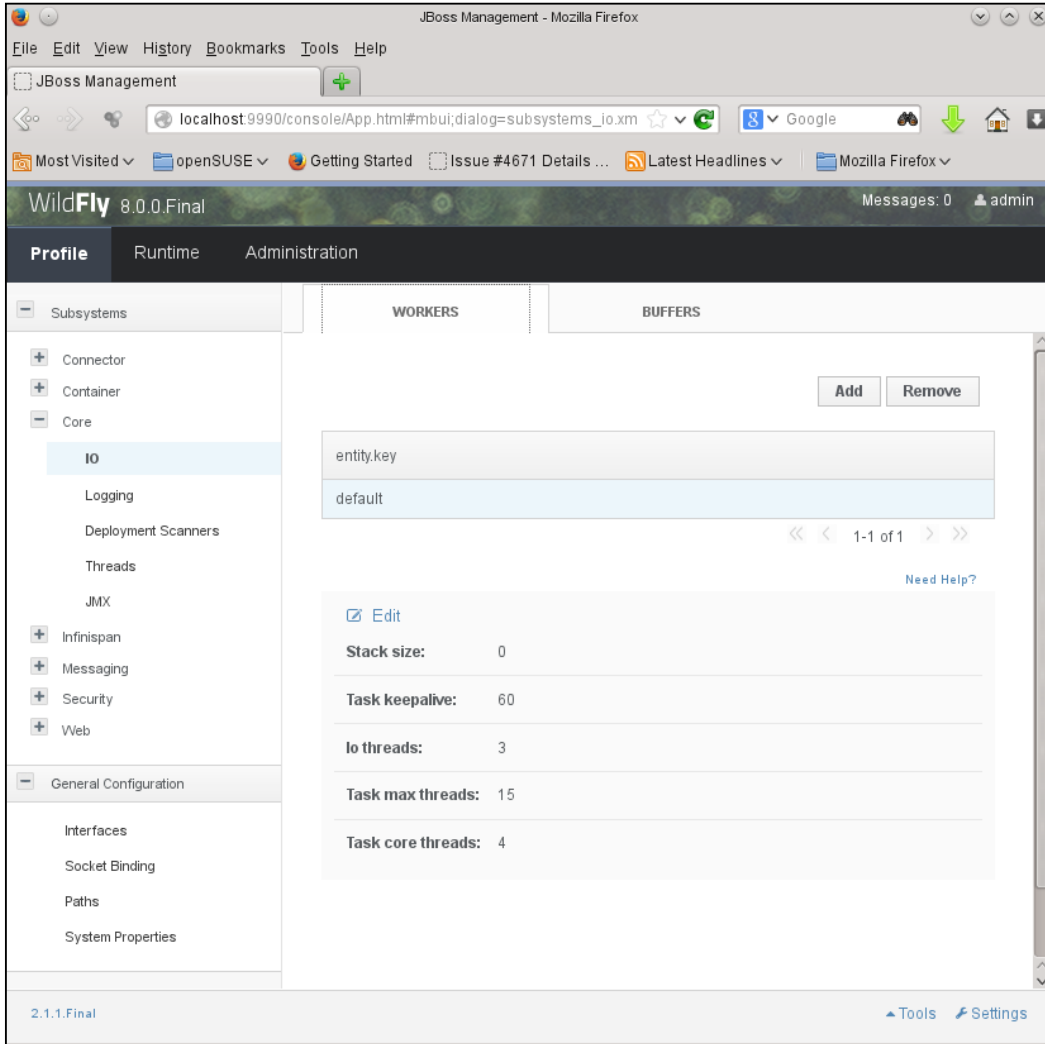 JBoss Management - Mozilla Firefox
File Edit View History Bookmarks Tools Help
JBoss Management
localhost:9990/console/App.html#mbui;dialog=subsystems_io.xm
8 Google
Most Visited openSUSE Getting Started Issue #4671 Details ... Latest Headlines Mozilla Firefox
WildFly 8.0.0.Final Messages: 0 admin
Profile Runtime Administration
Subsystems
Connector
Container
Core
IO
Logging
Deployment Scanners
Threads
JMX
Infinispan
Messaging
Security
Web
General Configuration
Interfaces
Socket Binding
Paths
System Properties
WORKERS BUFFERS
Add Remove
entity.key
default
1-1 of 1
Need Help?
Edit
Stack size: 0
Task keepalive: 60
Io threads: 3
Task max threads: 15
Task core threads: 4
2.1.1.Final Tools Settings